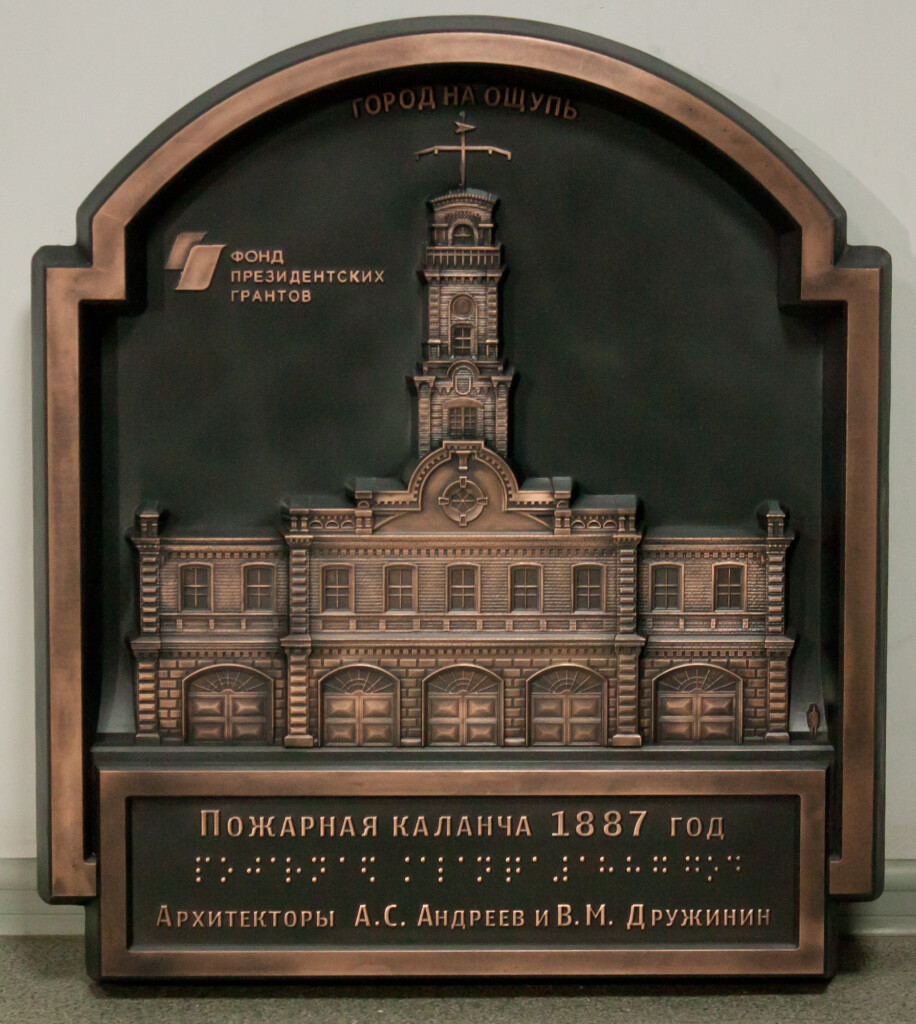 ГОРОД НА ОЩУПЬ
ФОНД
ПРЕЗИДЕНТСКИХ
ГРАНТОВ
ПОЖАРНАЯ КАЛАНЧА 1887 ГОД
АРХИТЕКТОРЫ А.С. АНДРЕЕВ И В.М. ДРУЖИНИН